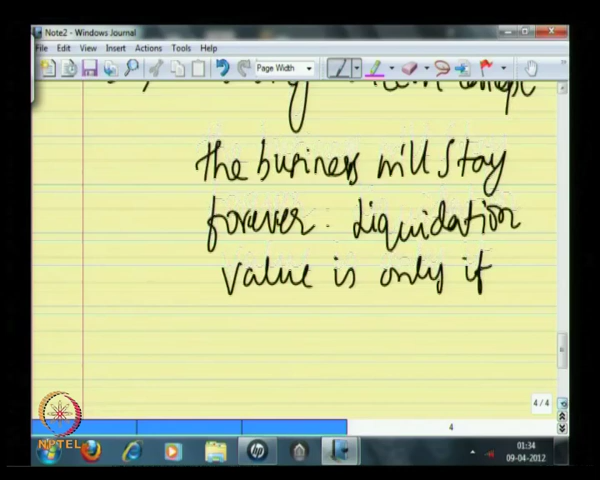 Note2 - Windows Journal
File Edit View Insert Actions Tools Help
Page Width
concept
the business will stay
forever. Liquidation
value is only if
4/4
4
NPTEL
01:34
09-04-2012